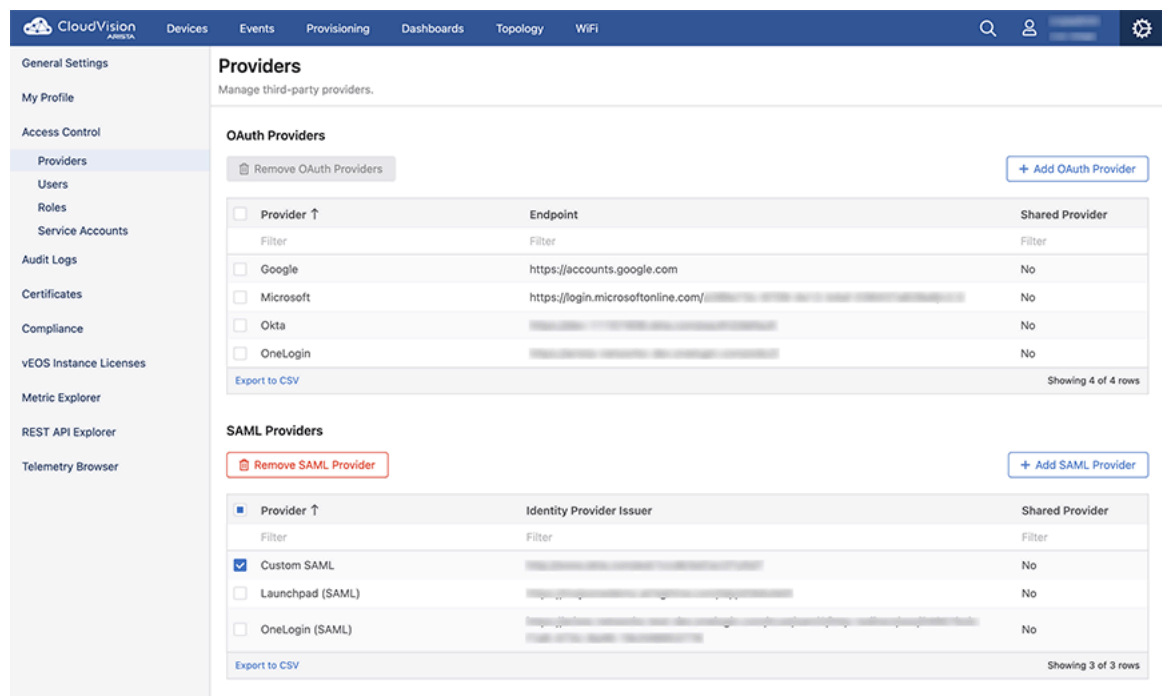 CloudVision
ARISTA
Devices
Events
Provisioning
Dashboards
Topology
WiFi
General Settings
My Profile
Access Control
Providers
Users
Roles
Service Accounts
Audit Logs
Certificates
Compliance
vEOS Instance Licenses
Metric Explorer
REST API Explorer
Telemetry Browser
Providers
Manage third-party providers.
OAuth Providers
Remove OAuth Providers
+ Add OAuth Provider
Provider ↑ Endpoint Shared Provider
Filter Filter Filter
Google https://accounts.google.com No
Microsoft https://login.microsoftonline.com/ No
Okta No
OneLogin No
Export to CSV Showing 4 of 4 rows
SAML Providers
Remove SAML Provider
+ Add SAML Provider
Provider ↑ Identity Provider Issuer Shared Provider
Filter Filter Filter
Custom SAML No
Launchpad (SAML) No
OneLogin (SAML) No
Export to CSV Showing 3 of 3 rows